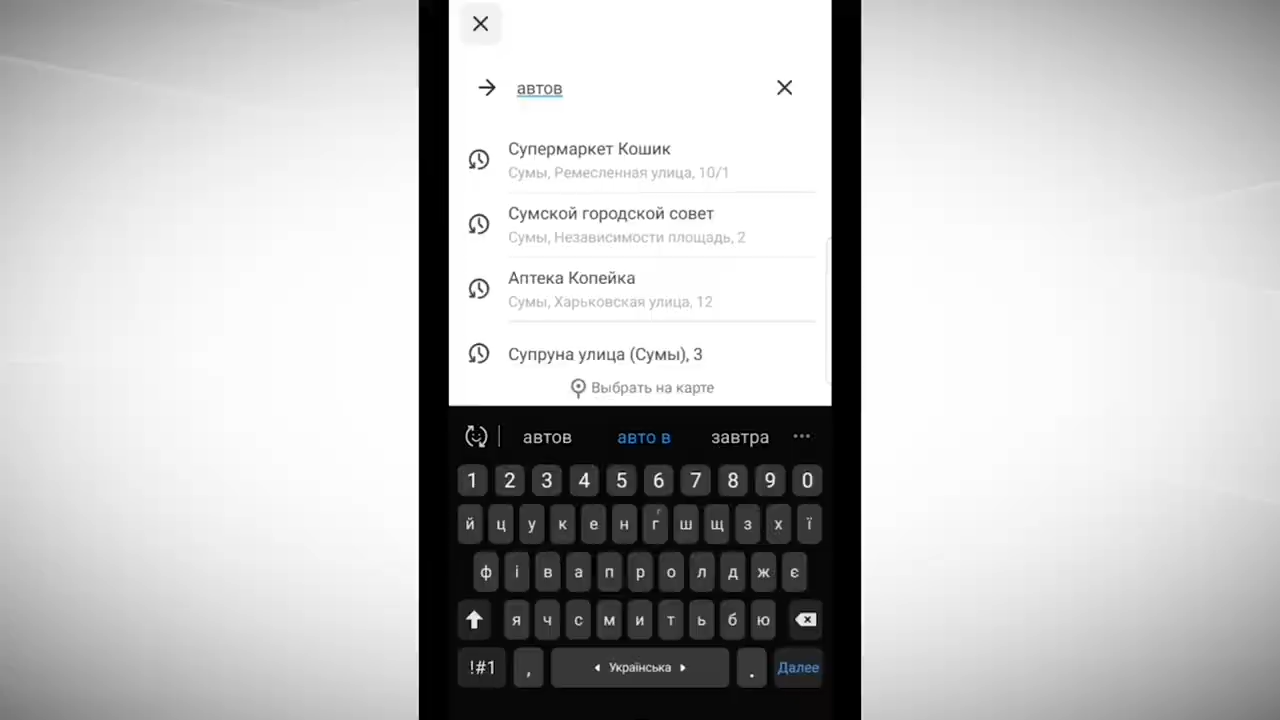 автов
Супермаркет Кошик
Сумы, Ремесленная улица, 10/1
Сумской городской совет
Сумы, Независимости площадь, 2
Аптека Копейка
Сумы, Харьковская улица, 12
Супруна улица (Сумы), 3
Выбрать на карте
автов авто в завтра
1 2 3 4 5 6 7 8 9 0
й ц у к е н г ш щ з х ї
ф і в а п р о л д ж є
я ч с м и т ь б ю
!#1 , Українська . Далее